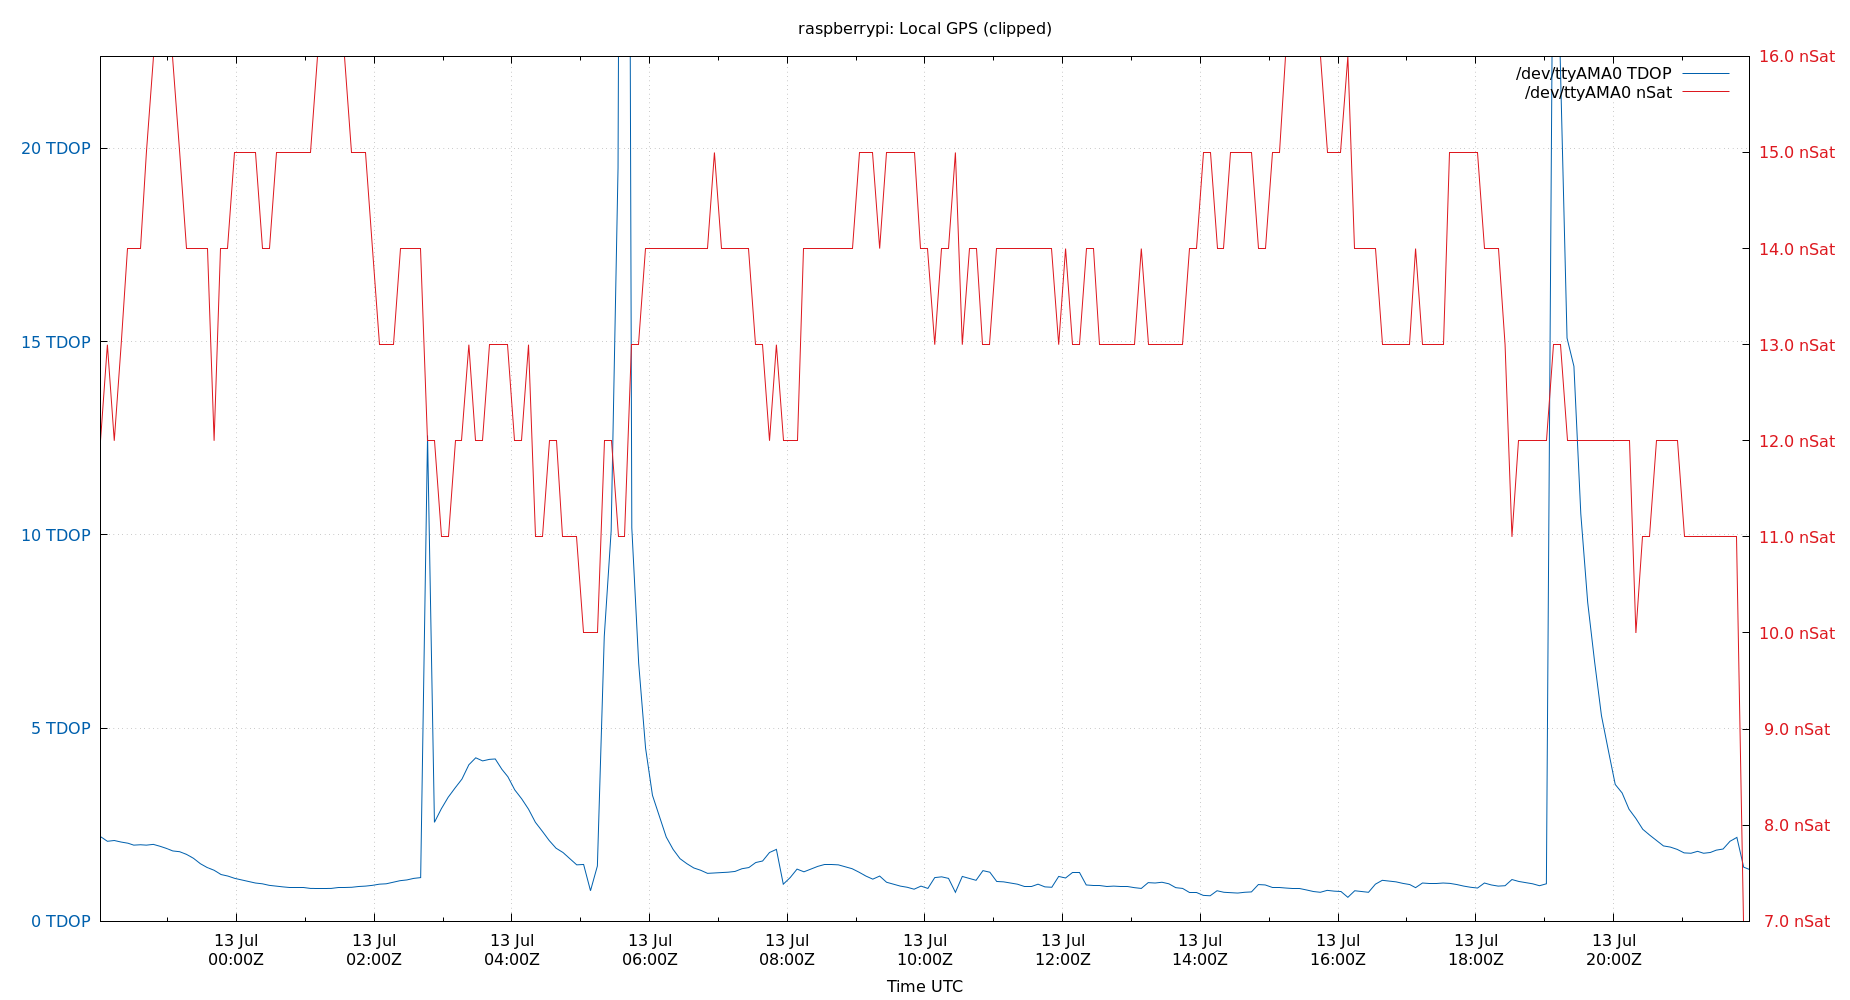 raspberrypi: Local GPS (clipped)
16.0 nSat
/dev/ttyAMA0 TDOP
/dev/ttyAMA0 nSat
20 TDOP
15.0 nSat
14.0 nSat
15 TDOP
13.0 nSat
12.0 nSat
10 TDOP
11.0 nSat
10.0 nSat
5 TDOP
9.0 nSat
8.0 nSat
0 TDOP
7.0 nSat
13 Jul 13 Jul 13 Jul 13 Jul 13 Jul 13 Jul 13 Jul 13 Jul 13 Jul 13 Jul 13 Jul
00:00Z 02:00Z 04:00Z 06:00Z 08:00Z 10:00Z 12:00Z 14:00Z 16:00Z 18:00Z 20:00Z
Time UTC